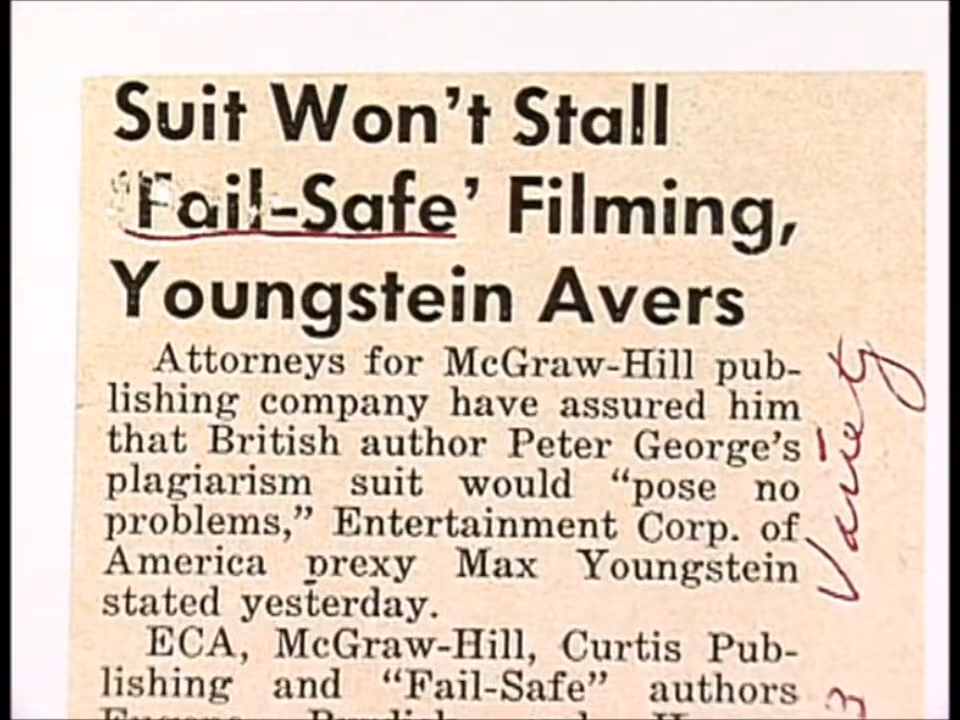 Suit Won't Stall
'Fail-Safe' Filming,
Youngstein Avers
Attorneys for McGraw-Hill pub-
lishing company have assured him
that British author Peter George's
plagiarism suit would "pose no
problems," Entertainment Corp. of
America prexy Max Youngstein
stated yesterday.
ECA, McGraw-Hill, Curtis Pub-
lishing and "Fail-Safe" authors
Variety
3